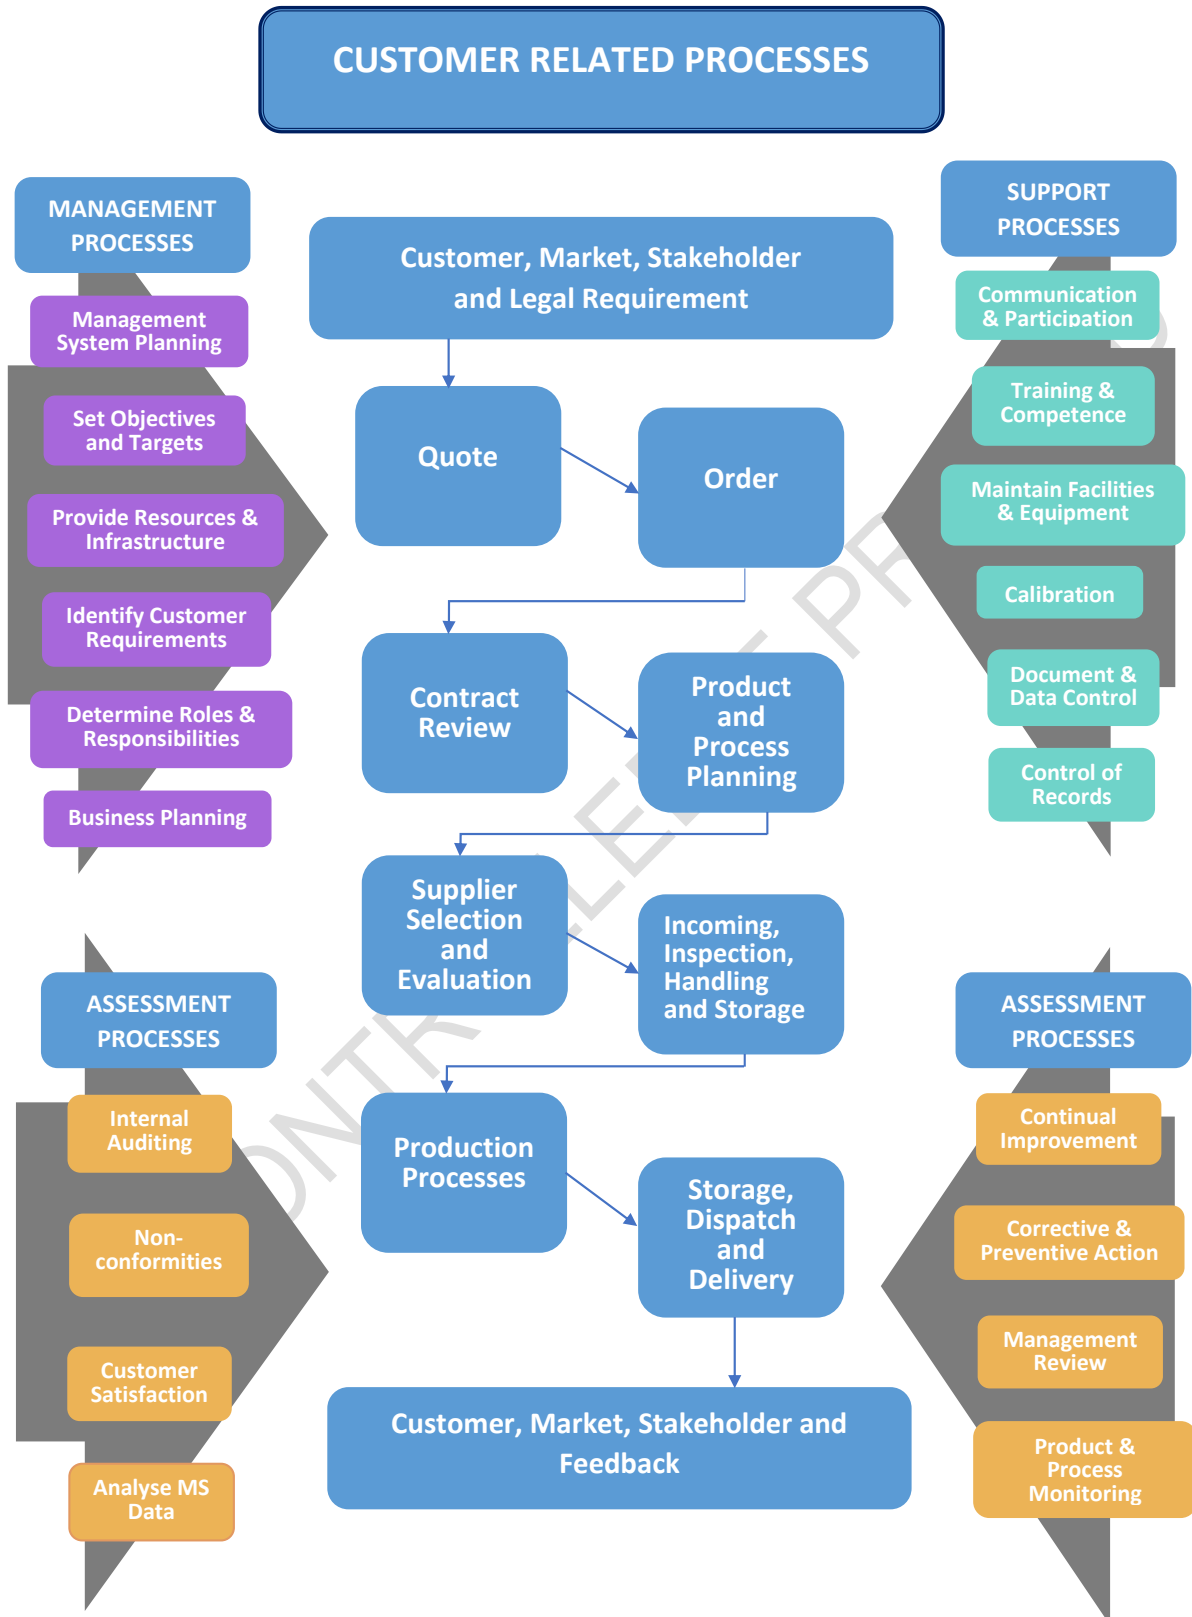 CUSTOMER RELATED PROCESSES
MANAGEMENT
PROCESSES
Management
System Planning
Set Objectives
and Targets
Provide Resources &
Infrastructure
Identify Customer
Requirements
Determine Roles &
Responsibilities
Business Planning
Customer, Market, Stakeholder
and Legal Requirement
Quote
Order
Contract
Review
Product
and
Process
Planning
Supplier
Selection
and
Evaluation
Incoming,
Inspection,
Handling
and Storage
Production
Processes
Storage,
Dispatch
and
Delivery
Customer, Market, Stakeholder and
Feedback
SUPPORT
PROCESSES
Communication
& Participation
Training &
Competence
Maintain Facilities
& Equipment
Calibration
Document &
Data Control
Control of
Records
ASSESSMENT
PROCESSES
Internal
Auditing
Non-
conformities
Customer
Satisfaction
Analyse MS
Data
ASSESSMENT
PROCESSES
Continual
Improvement
Corrective &
Preventive Action
Management
Review
Product &
Process
Monitoring